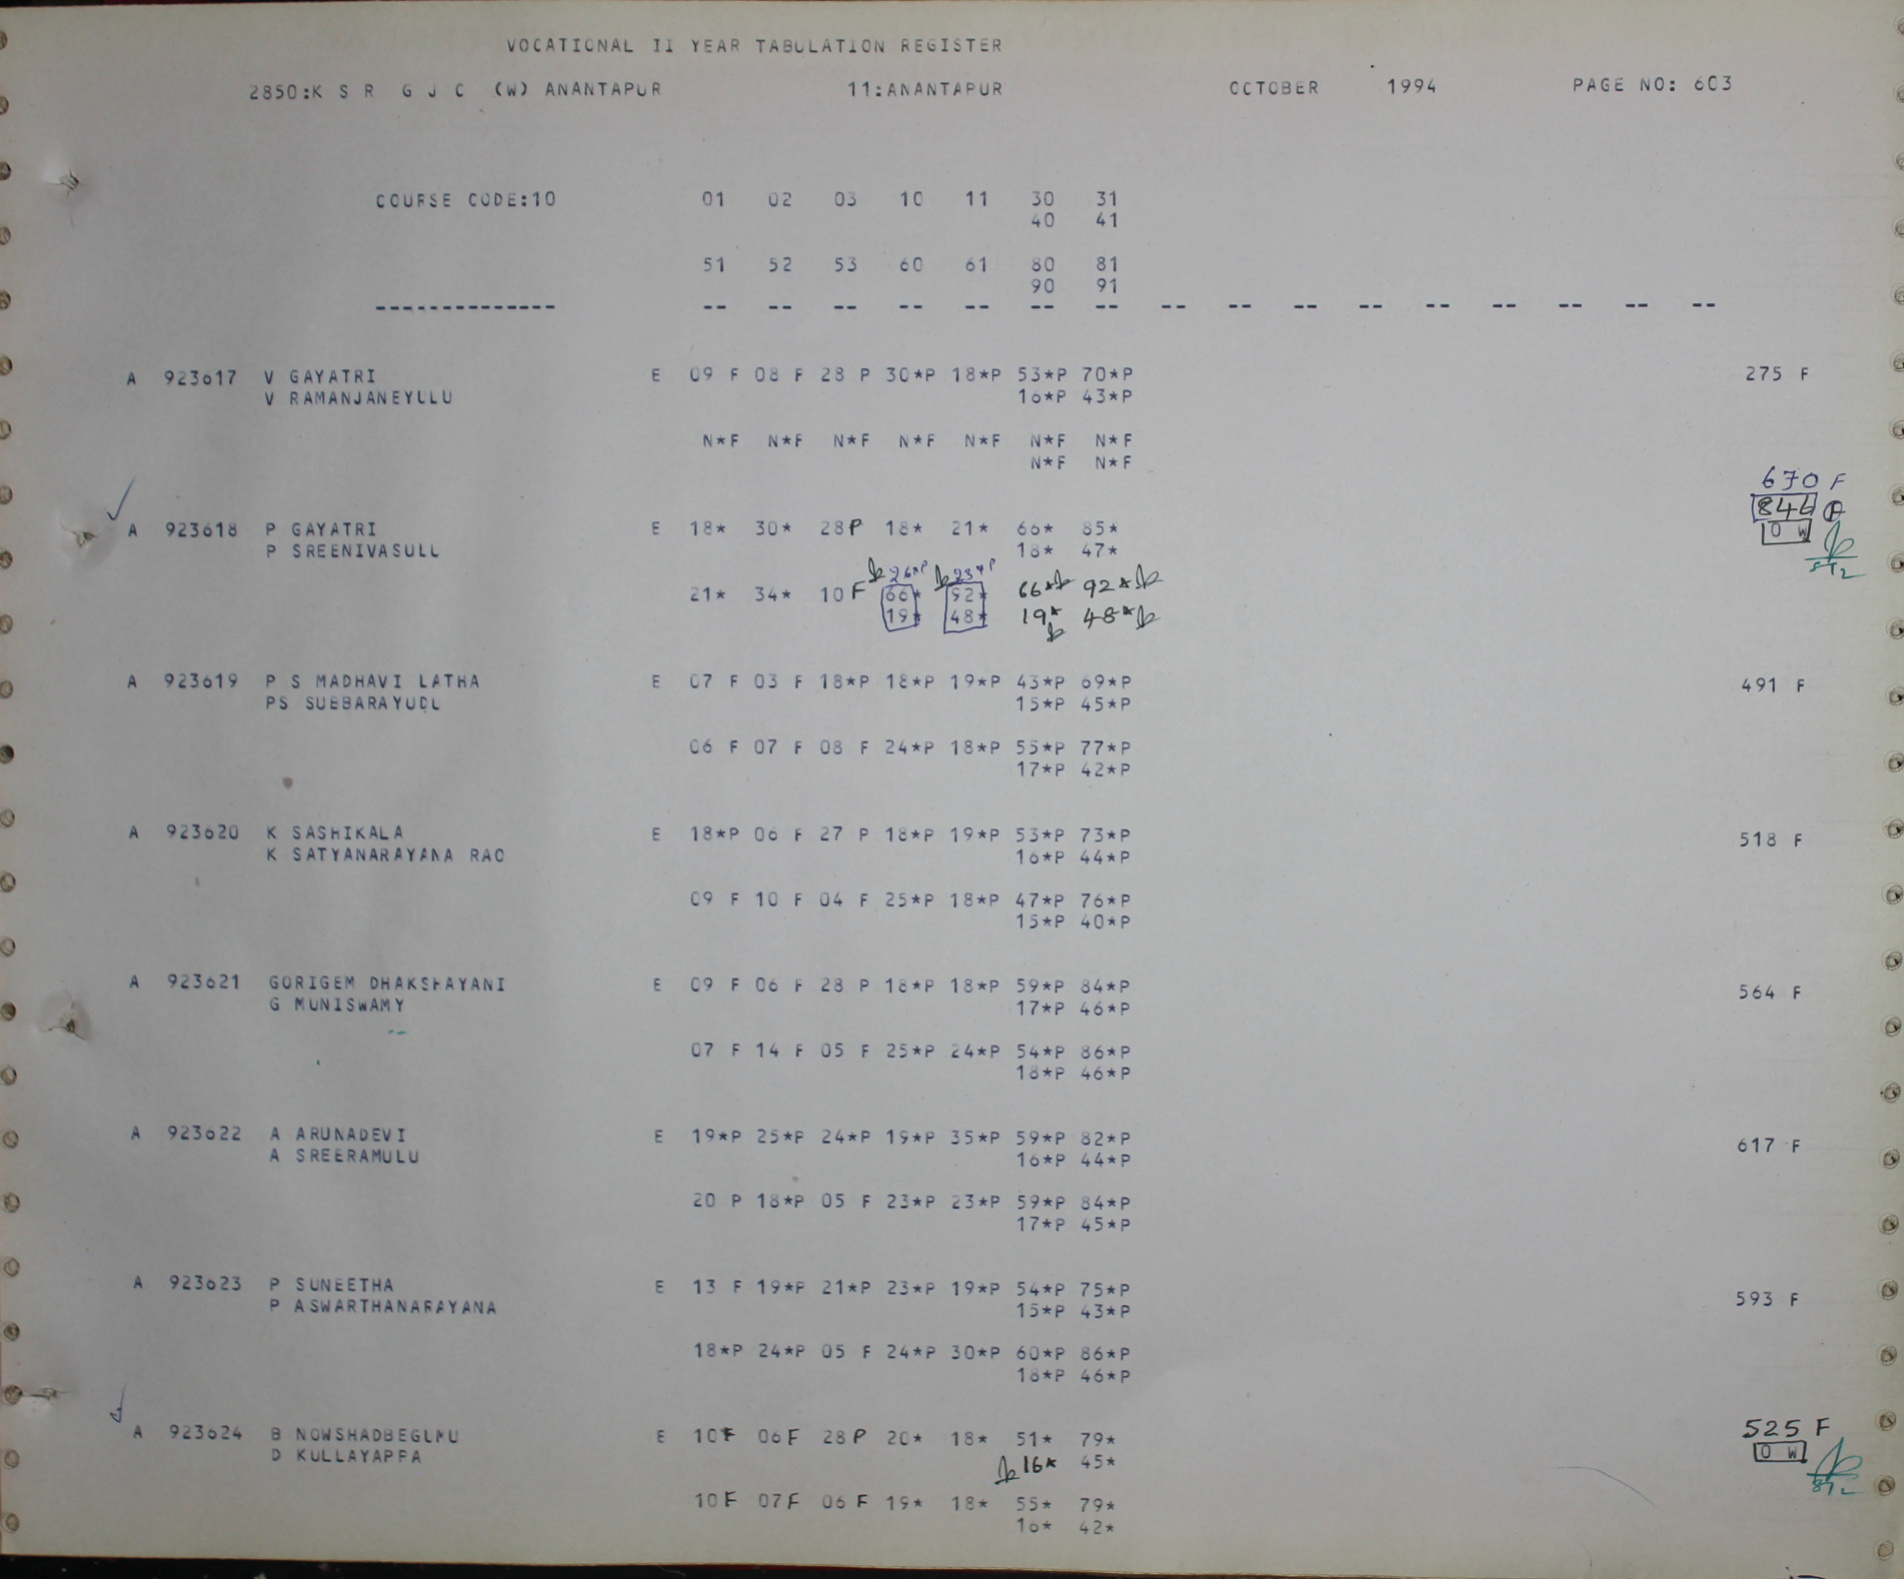 VOCATIONAL II YEAR TABULATION REGISTER
2850:K S R G J C (W) ANANTAPUR 11:ANANTAPUR OCTOBER 1994 PAGE NO: 603
COURSE CODE:10 01 02 03 10 11 30 31
40 41
51 52 53 60 61 80 81
90 91
-------------- -- -- -- -- -- -- -- -- -- -- -- -- -- -- -- --
A 923617 V GAYATRI E 09 F 08 F 28 P 30*P 18*P 53*P 70*P 275 F
V RAMANJANEYULU 16*P 43*P
N*F N*F N*F N*F N*F N*F N*F
N*F N*F
670 F
846
A 923618 P GAYATRI E 18* 30* 28P 18* 21* 66* 85* O W
P SREENIVASULU 18* 47*
26*P 23*P
21* 34* 10 F 66* 92* 66* 92*
19* 48* 19* 48*
A 923619 P S MADHAVI LATHA E 07 F 03 F 18*P 18*P 19*P 43*P 69*P 491 F
PS SUBBARAYUDU 15*P 45*P
06 F 07 F 08 F 24*P 18*P 55*P 77*P
17*P 42*P
A 923620 K SASHIKALA E 18*P 06 F 27 P 18*P 19*P 53*P 73*P 518 F
K SATYANARAYANA RAO 16*P 44*P
09 F 10 F 04 F 25*P 18*P 47*P 76*P
15*P 40*P
A 923621 GORIGEM DHAKSHAYANI E 09 F 06 F 28 P 18*P 18*P 59*P 84*P 564 F
G MUNISWAMY 17*P 46*P
07 F 14 F 05 F 25*P 24*P 54*P 86*P
18*P 46*P
A 923622 A ARUNADEVI E 19*P 25*P 24*P 19*P 35*P 59*P 82*P 617 F
A SREERAMULU 16*P 44*P
20 P 18*P 05 F 23*P 23*P 59*P 84*P
17*P 45*P
A 923623 P SUNEETHA E 13 F 19*P 21*P 23*P 19*P 54*P 75*P 593 F
P ASWARTHANARAYANA 15*P 43*P
18*P 24*P 05 F 24*P 30*P 60*P 86*P
18*P 46*P
A 923624 B NOWSHADBEGUMU E 10F 06F 28P 20* 18* 51* 79* 525 F
D KULLAYAPPA 16* 45* O W
10F 07F 06F 19* 18* 55* 79*
16* 42*